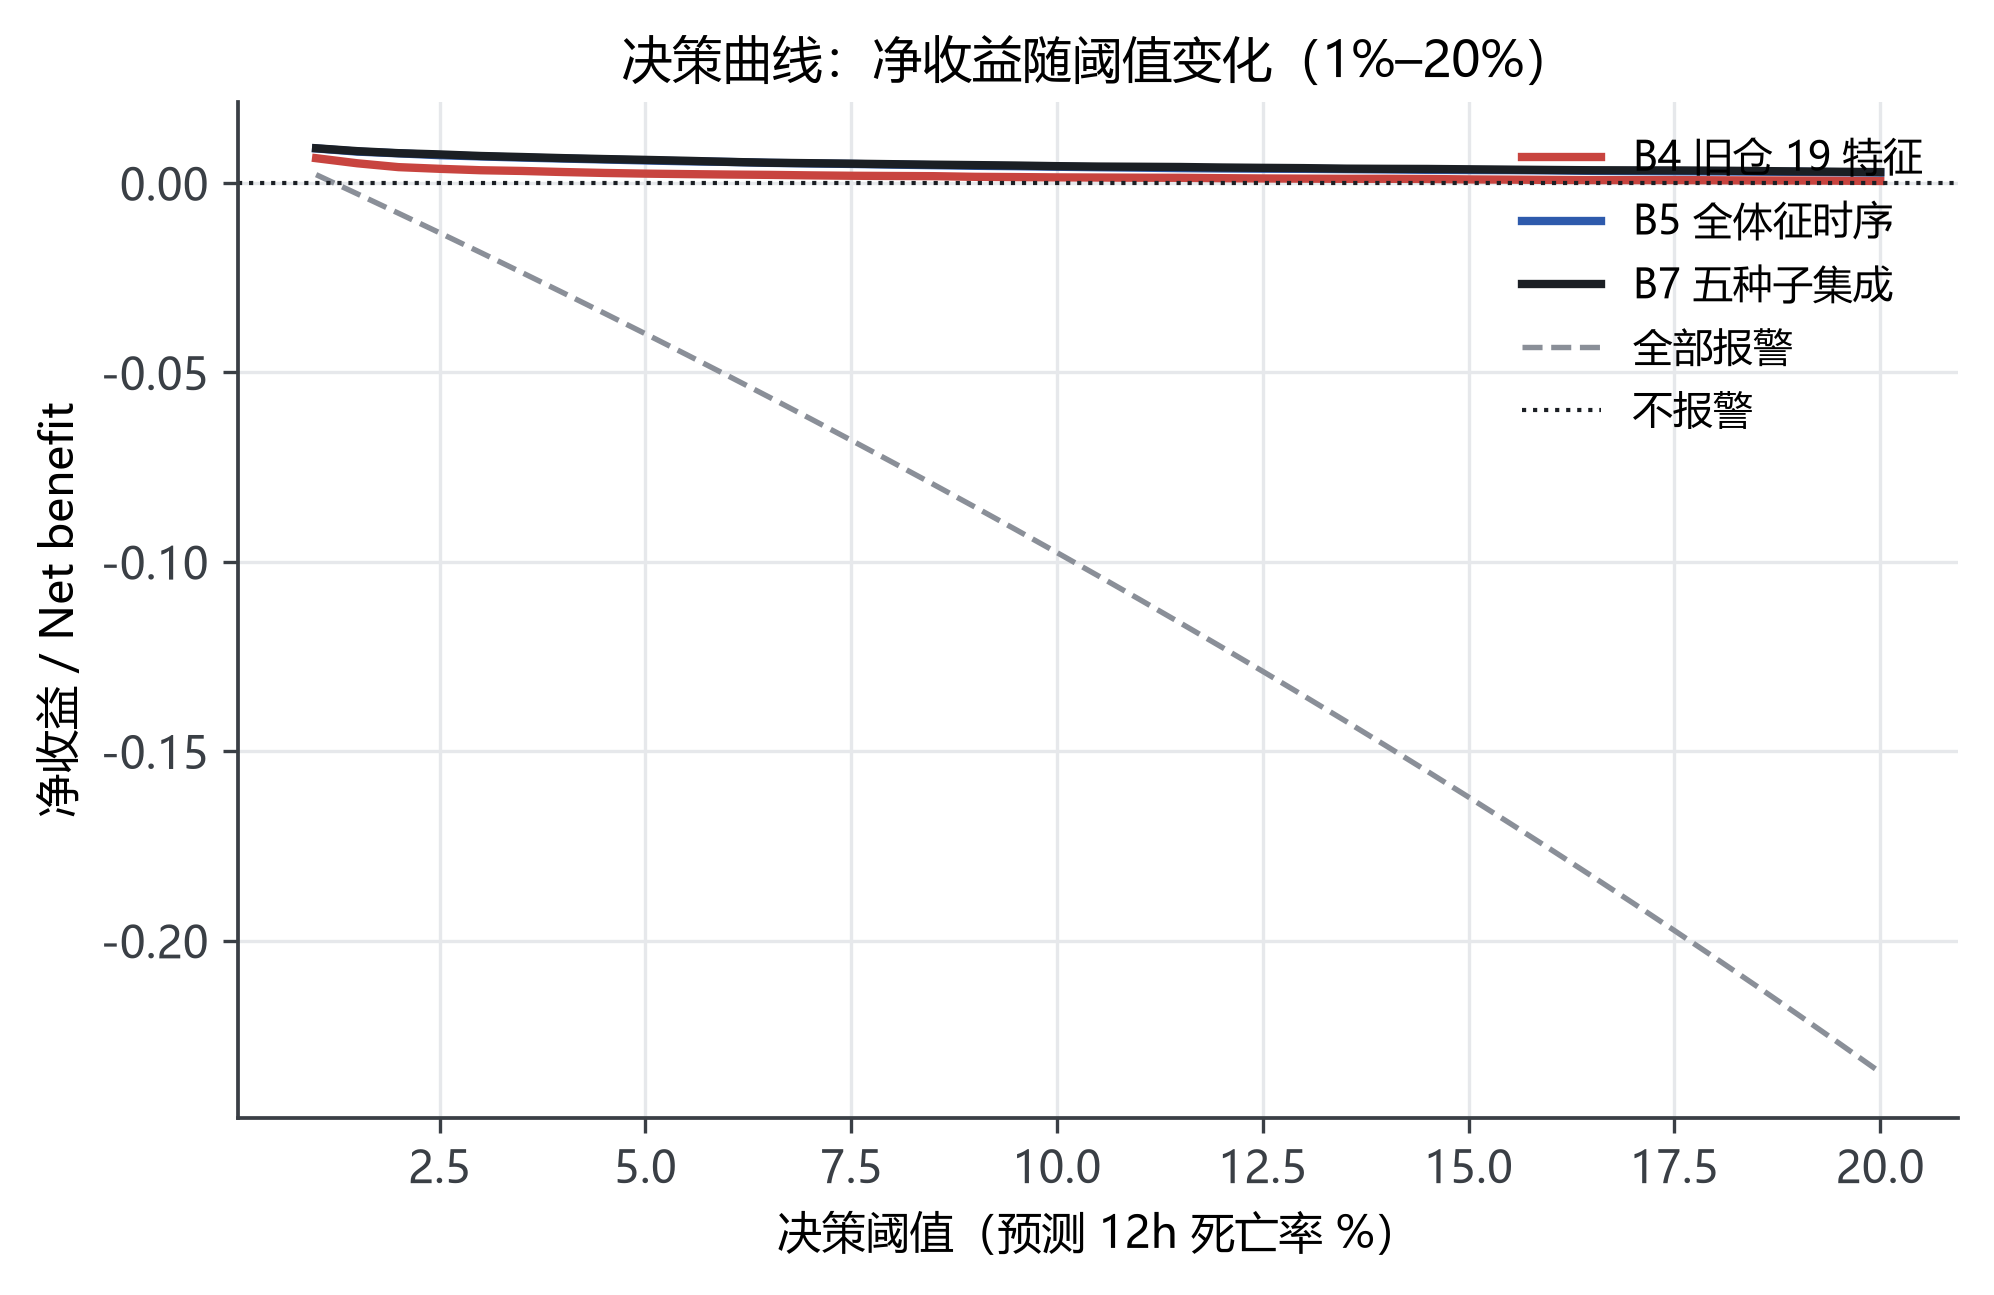 决策曲线：净收益随阈值变化（1%–20%）
B4 旧仓 19 特征
B5 全体征时序
B7 五种子集成
全部报警
不报警
净收益 / Net benefit
0.00
-0.05
-0.10
-0.15
-0.20
2.5 5.0 7.5 10.0 12.5 15.0 17.5 20.0
决策阈值（预测 12h 死亡率 %）